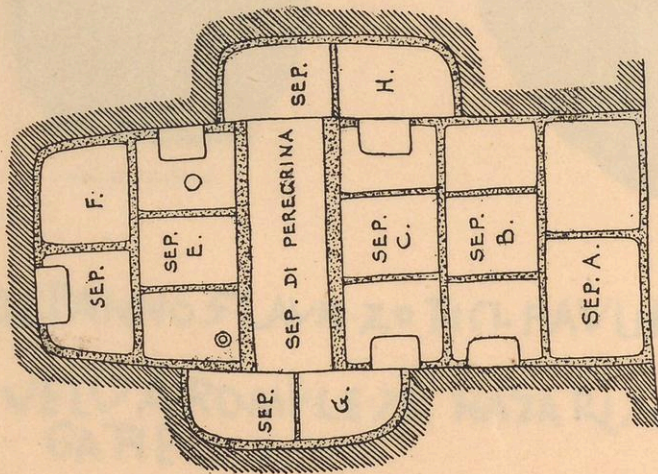 SEP. F.
SEP.
E.
SEP. DI PEREGRINA
SEP.
G.
SEP.
H.
SEP.
C.
SEP.
B.
SEP. A.